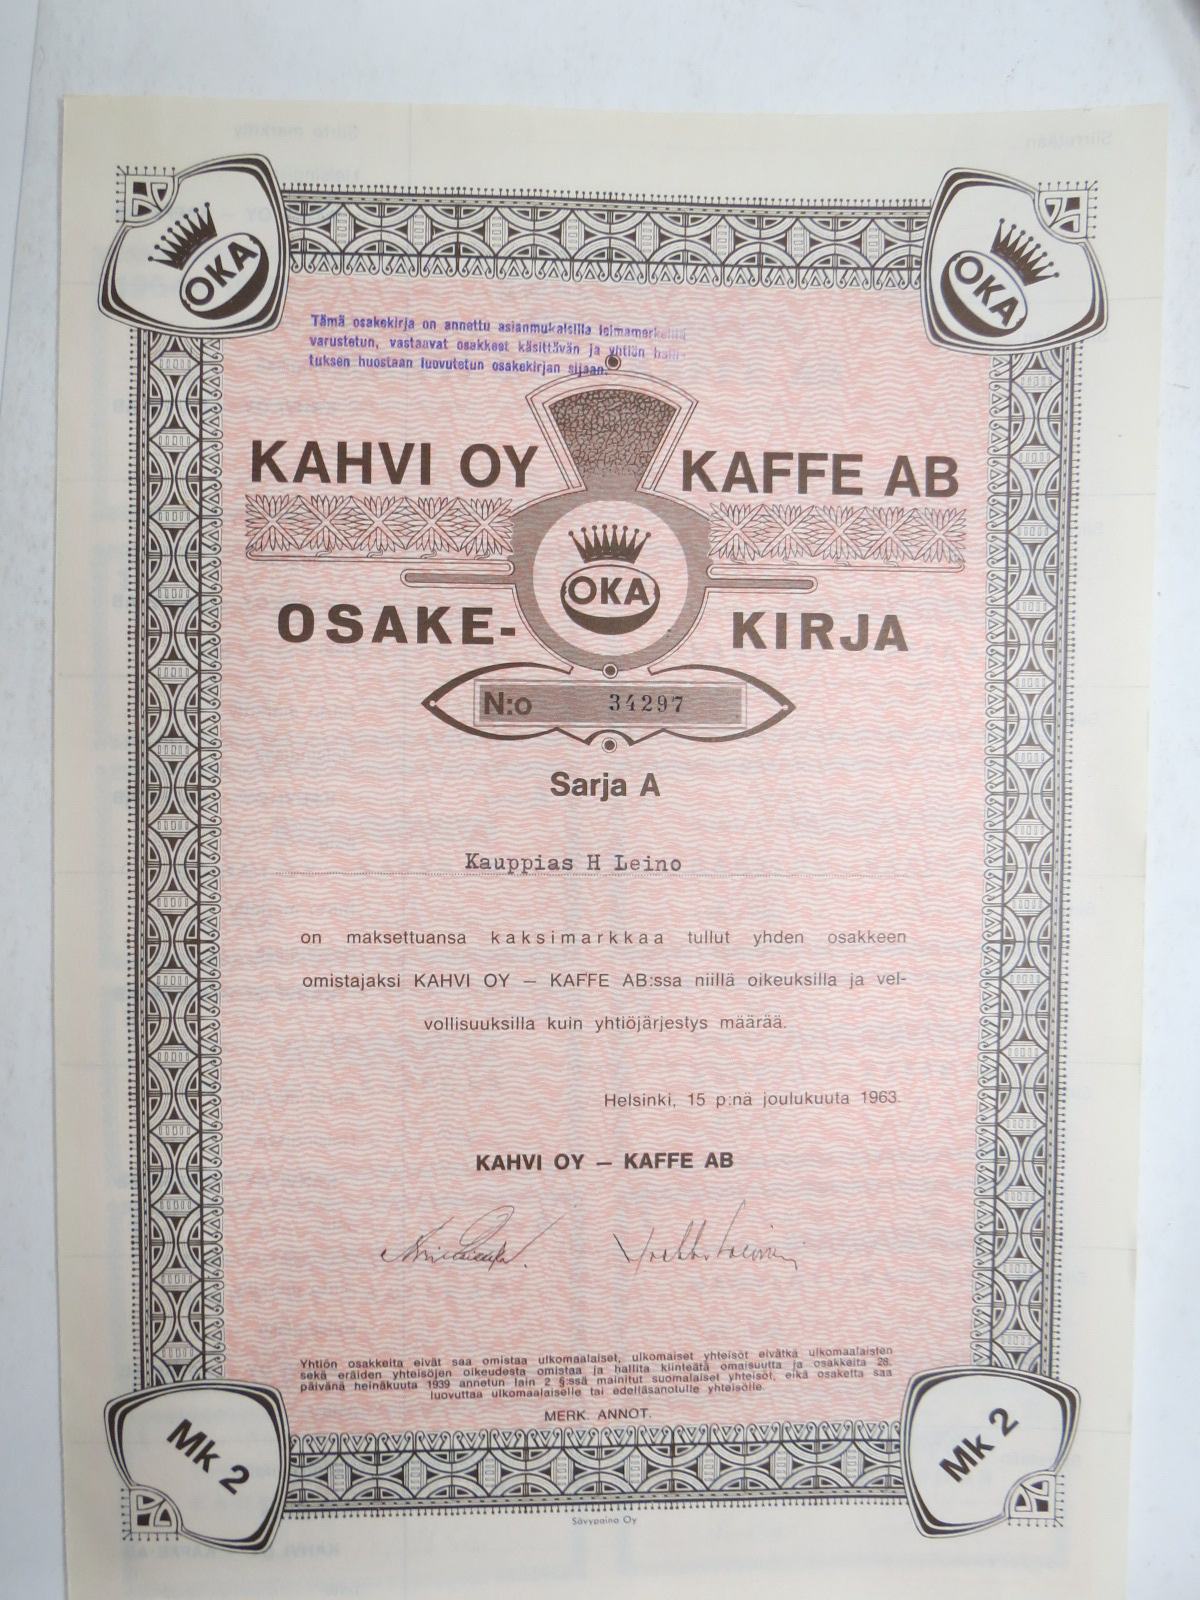 OKA
OKA
Tämä osakekirja on annettu asianmukaisilla leimamerkeillä
varustetun, vastaavat osakkeet käsittävän ja yhtiön halli-
tuksen huostaan luovutetun osakekirjan sijaan.
KAHVI OY KAFFE AB
OKA
OSAKE- KIRJA
N:o 34297
Sarja A
Kauppias H Leino
on maksettuansa kaksimarkkaa tullut yhden osakkeen
omistajaksi KAHVI OY – KAFFE AB:ssa niillä oikeuksilla ja vel-
vollisuuksilla kuin yhtiöjärjestys määrää.
Helsinki, 15 p:nä joulukuuta 1963.
KAHVI OY – KAFFE AB
Yhtiön osakkeita eivät saa omistaa ulkomaalaiset, ulkomaiset yhteisöt eivätkä ulkomaalaisten
sekä eräiden yhteisöjen oikeudesta omistaa ja hallita kiinteätä omaisuutta ja osakkeita 28.
päivänä heinäkuuta 1939 annetun lain 2 §:ssä mainitut suomalaiset yhteisöt, eikä osaketta saa
luovuttaa ulkomaalaiselle tai edelläsanotulle yhteisölle.
MERK. ANNOT.
Mk 2
Mk 2
Sävypaino Oy